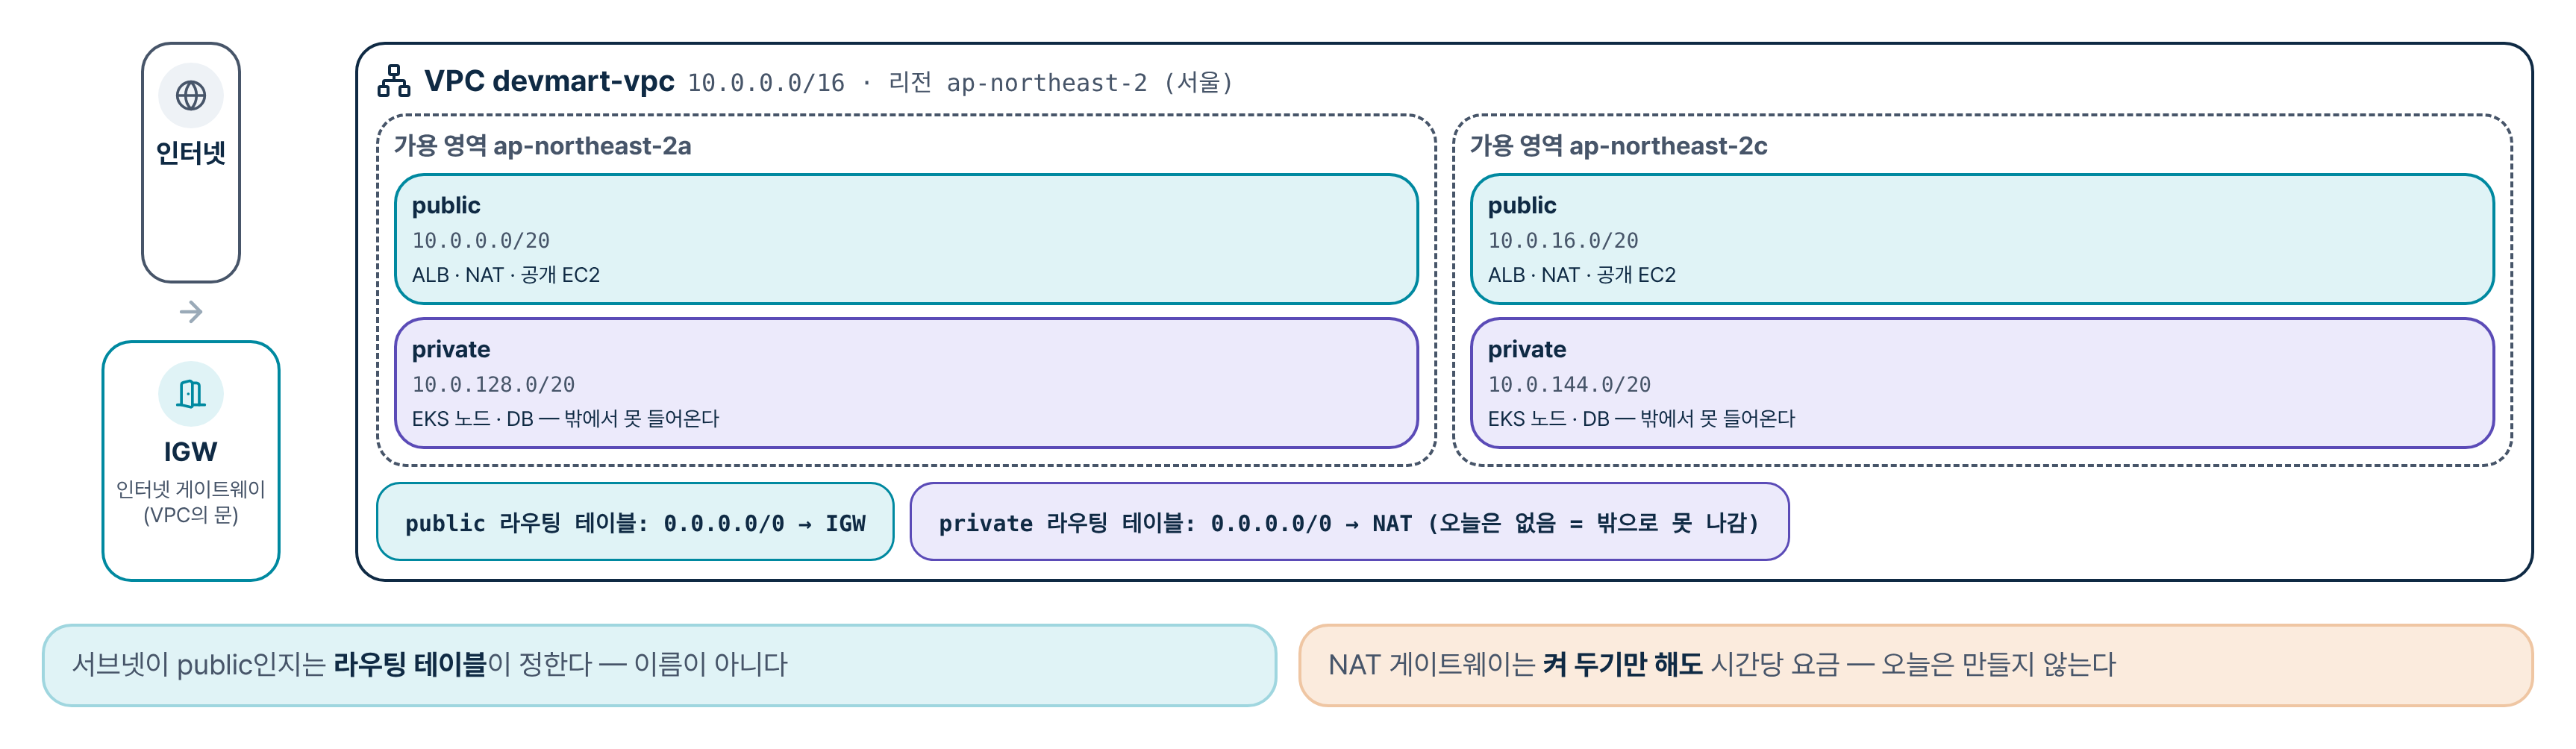 인터넷
IGW
인터넷 게이트웨이
(VPC의 문)
VPC devmart-vpc 10.0.0.0/16 · 리전 ap-northeast-2 (서울)
가용 영역 ap-northeast-2a
public
10.0.0.0/20
ALB · NAT · 공개 EC2
private
10.0.128.0/20
EKS 노드 · DB — 밖에서 못 들어온다
가용 영역 ap-northeast-2c
public
10.0.16.0/20
ALB · NAT · 공개 EC2
private
10.0.144.0/20
EKS 노드 · DB — 밖에서 못 들어온다
public 라우팅 테이블: 0.0.0.0/0 → IGW
private 라우팅 테이블: 0.0.0.0/0 → NAT (오늘은 없음 = 밖으로 못 나감)
서브넷이 public인지는 라우팅 테이블이 정한다 — 이름이 아니다
NAT 게이트웨이는 켜 두기만 해도 시간당 요금 — 오늘은 만들지 않는다